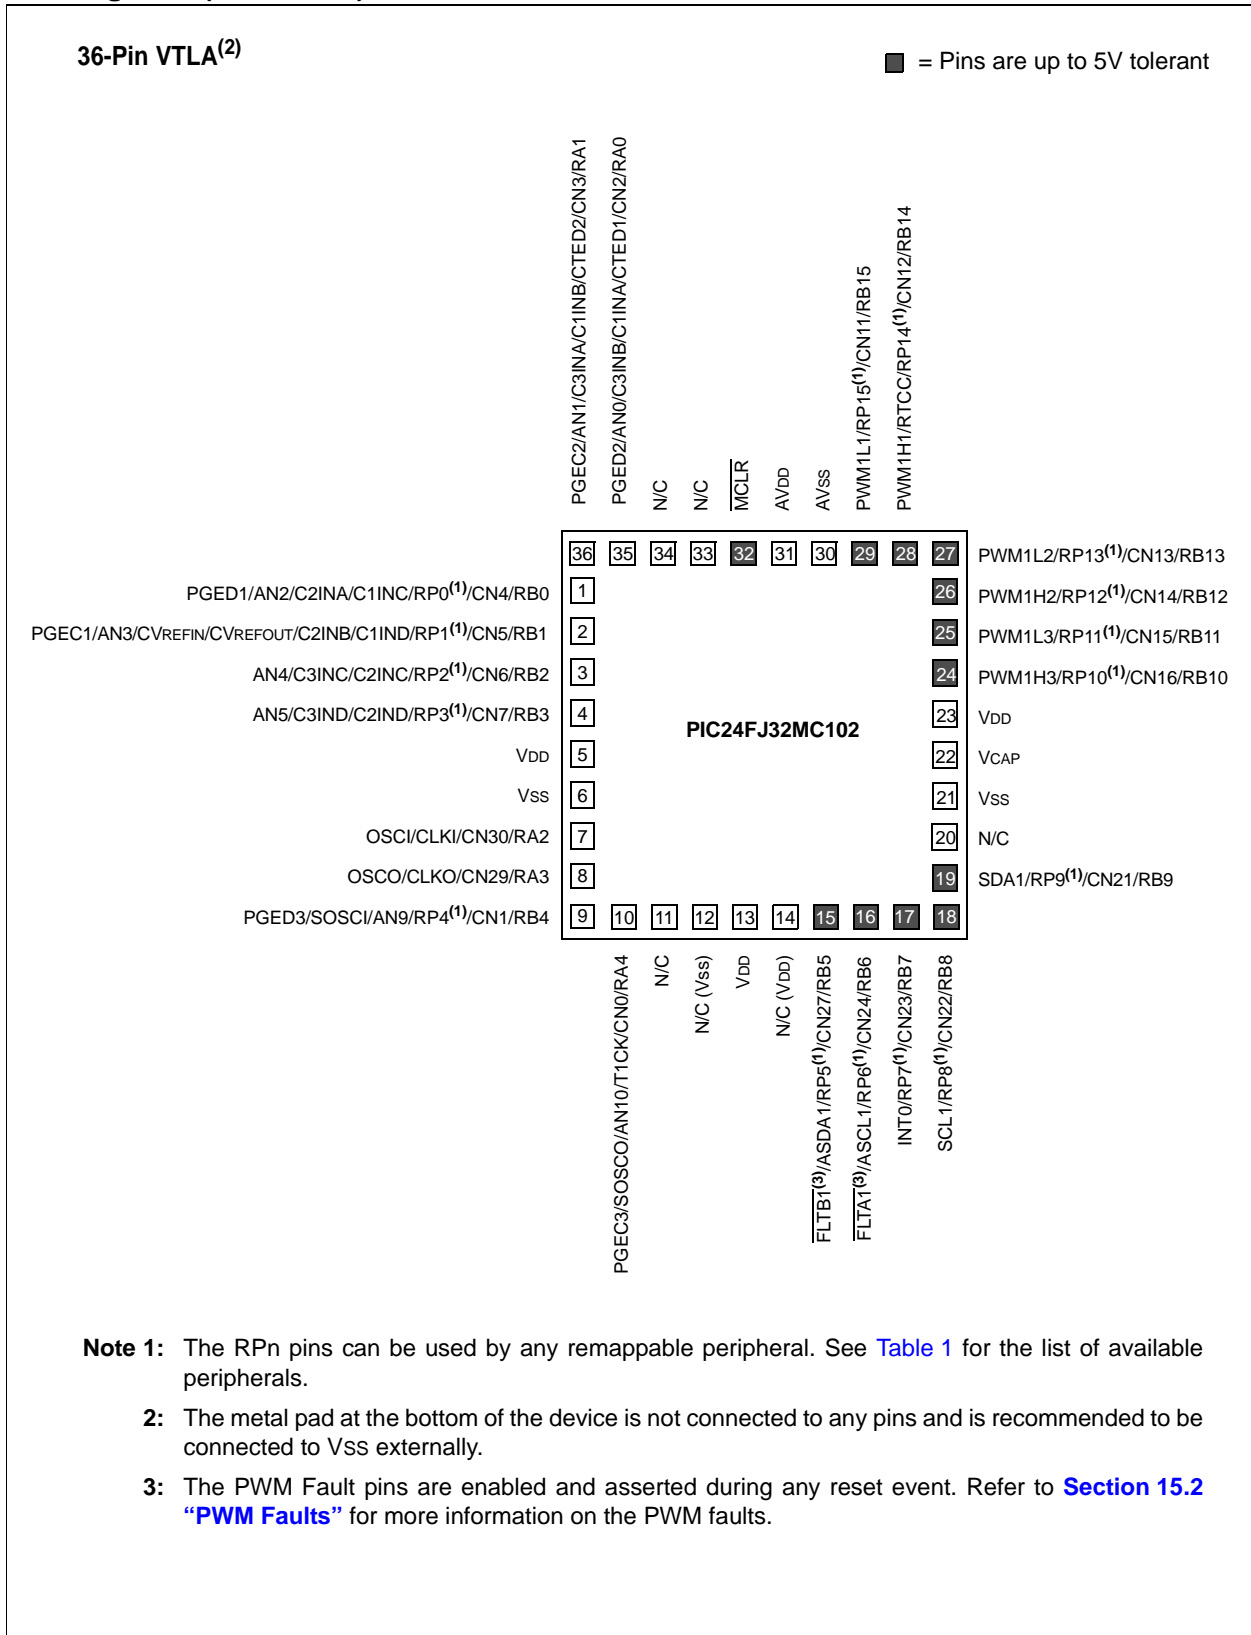 36-Pin VTLA(2)
= Pins are up to 5V tolerant
PGEC2/AN1/C3INA/C1INB/CTED2/CN3/RA1
PGED2/AN0/C3INB/C1INA/CTED1/CN2/RA0
N/C
N/C
MCLR
AVDD
AVSS
PWM1L1/RP15(1)/CN11/RB15
PWM1H1/RTCC/RP14(1)/CN12/RB14
36 35 34 33 32 31 30 29 28 27 PWM1L2/RP13(1)/CN13/RB13
PGED1/AN2/C2INA/C1INC/RP0(1)/CN4/RB0 1
26 PWM1H2/RP12(1)/CN14/RB12
PGEC1/AN3/CVREFIN/CVREFOUT/C2INB/C1IND/RP1(1)/CN5/RB1 2
25 PWM1L3/RP11(1)/CN15/RB11
AN4/C3INC/C2INC/RP2(1)/CN6/RB2 3
24 PWM1H3/RP10(1)/CN16/RB10
AN5/C3IND/C2IND/RP3(1)/CN7/RB3 4
23 VDD
PIC24FJ32MC102
VDD 5
22 VCAP
VSS 6
21 VSS
OSCI/CLKI/CN30/RA2 7
20 N/C
OSCO/CLKO/CN29/RA3 8
19 SDA1/RP9(1)/CN21/RB9
PGED3/SOSCI/AN9/RP4(1)/CN1/RB4 9 10 11 12 13 14 15 16 17 18
PGEC3/SOSCO/AN10/T1CK/CN0/RA4
N/C
N/C (Vss)
VDD
N/C (VDD)
FLTB1(3)/ASDA1/RP5(1)/CN27/RB5
FLTA1(3)/ASCL1/RP6(1)/CN24/RB6
INT0/RP7(1)/CN23/RB7
SCL1/RP8(1)/CN22/RB8
Note 1: The RPn pins can be used by any remappable peripheral. See Table 1 for the list of available
peripherals.
2: The metal pad at the bottom of the device is not connected to any pins and is recommended to be
connected to VSS externally.
3: The PWM Fault pins are enabled and asserted during any reset event. Refer to Section 15.2
“PWM Faults” for more information on the PWM faults.